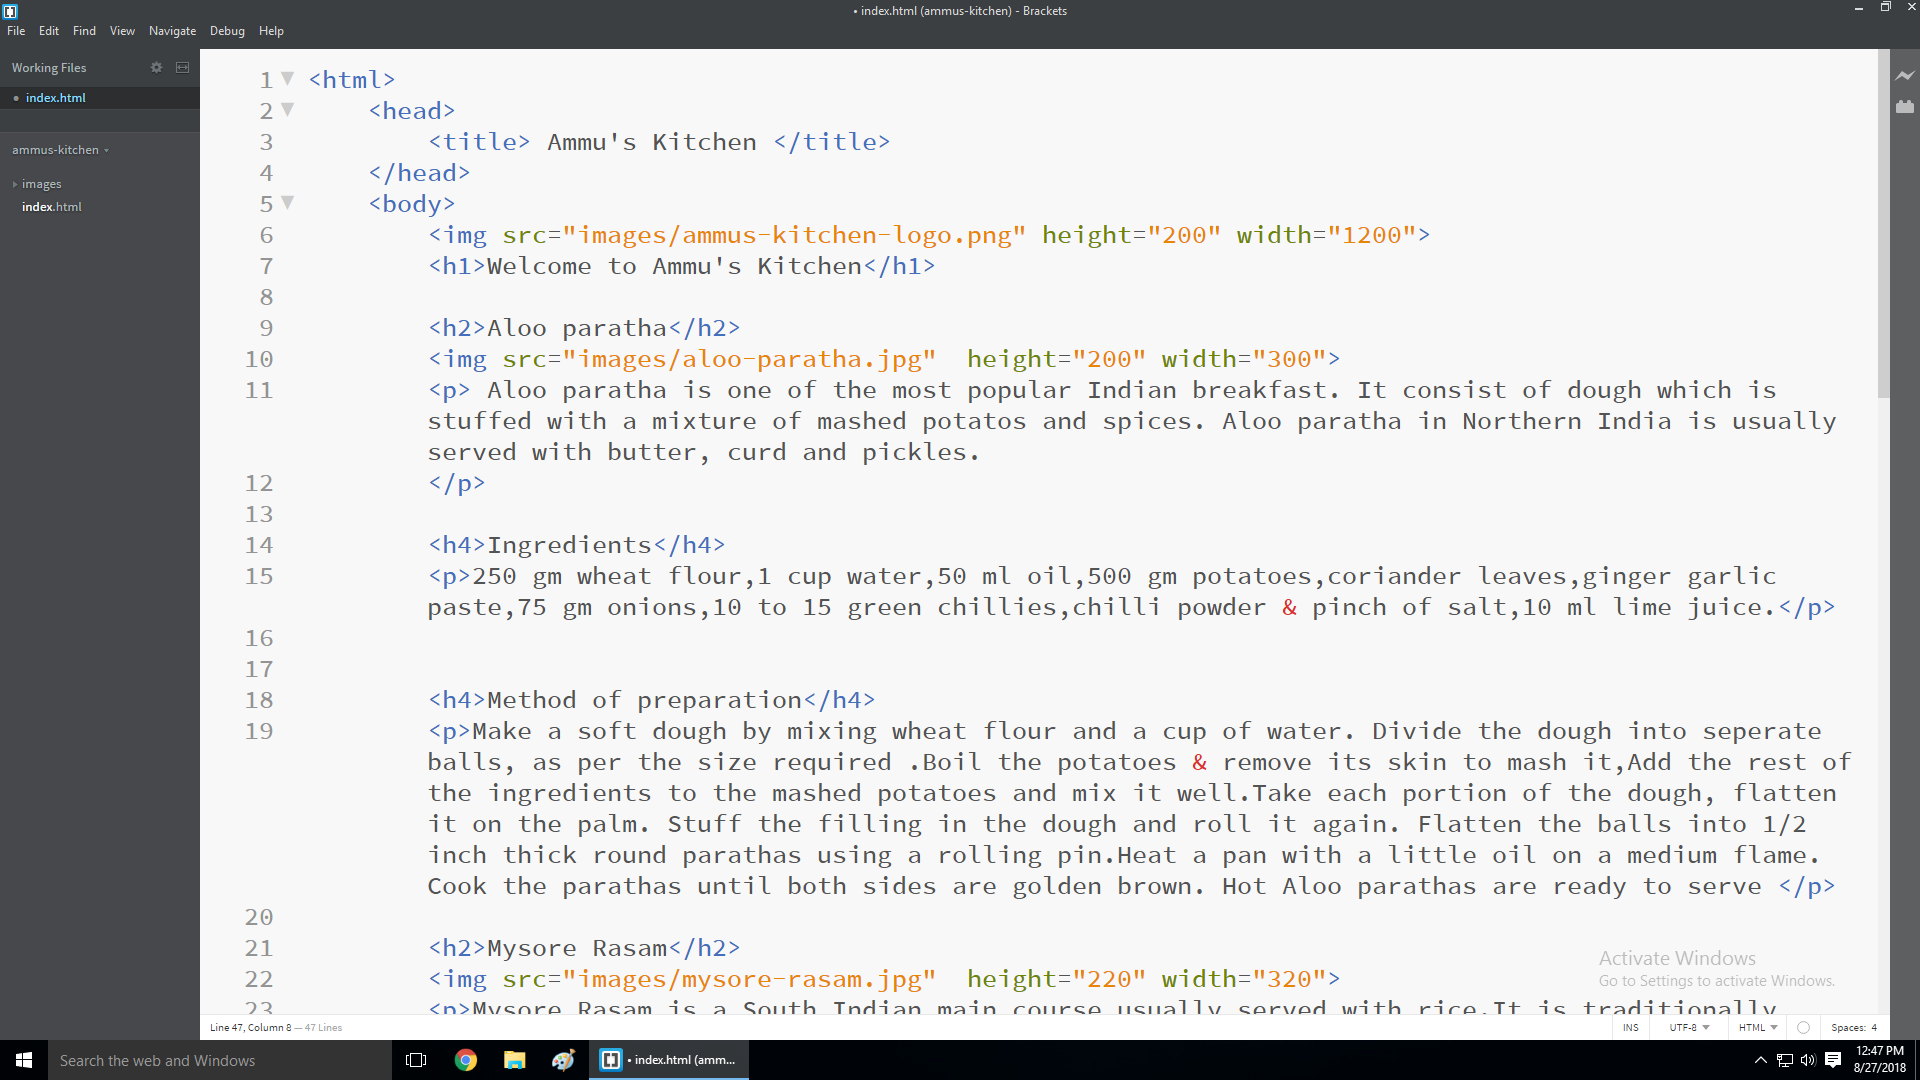 • index.html (ammus-kitchen) - Brackets
File Edit Find View Navigate Debug Help
Working Files
• index.html
ammus-kitchen
images
index.html
1 <html>
2 <head>
3 <title> Ammu's Kitchen </title>
4 </head>
5 <body>
6 <img src="images/ammus-kitchen-logo.png" height="200" width="1200">
7 <h1>Welcome to Ammu's Kitchen</h1>
8
9 <h2>Aloo paratha</h2>
10 <img src="images/aloo-paratha.jpg"  height="200" width="300">
11 <p> Aloo paratha is one of the most popular Indian breakfast. It consist of dough which is
stuffed with a mixture of mashed potatos and spices. Aloo paratha in Northern India is usually
served with butter, curd and pickles.
12 </p>
13
14 <h4>Ingredients</h4>
15 <p>250 gm wheat flour,1 cup water,50 ml oil,500 gm potatoes,coriander leaves,ginger garlic
paste,75 gm onions,10 to 15 green chillies,chilli powder & pinch of salt,10 ml lime juice.</p>
16
17
18 <h4>Method of preparation</h4>
19 <p>Make a soft dough by mixing wheat flour and a cup of water. Divide the dough into seperate
balls, as per the size required .Boil the potatoes & remove its skin to mash it,Add the rest of
the ingredients to the mashed potatoes and mix it well.Take each portion of the dough, flatten
it on the palm. Stuff the filling in the dough and roll it again. Flatten the balls into 1/2
inch thick round parathas using a rolling pin.Heat a pan with a little oil on a medium flame.
Cook the parathas until both sides are golden brown. Hot Aloo parathas are ready to serve </p>
20
21 <h2>Mysore Rasam</h2>
22 <img src="images/mysore-rasam.jpg"  height="220" width="320">
23 <p>Mysore Rasam is a South Indian main course usually served with rice.It is traditionally
Activate Windows
Go to Settings to activate Windows.
Line 47, Column 8 — 47 Lines
INS UTF-8 HTML Spaces: 4
Search the web and Windows
• index.html (amm...
12:47 PM
8/27/2018